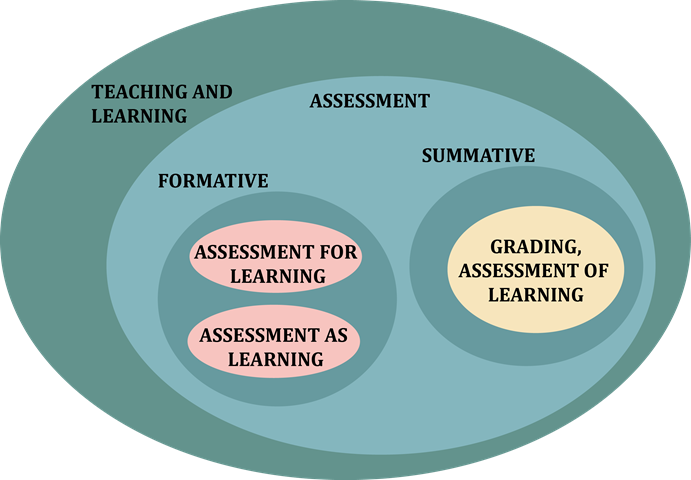 TEACHING AND
LEARNING
ASSESSMENT
FORMATIVE
ASSESSMENT FOR
LEARNING
ASSESSMENT AS
LEARNING
SUMMATIVE
GRADING,
ASSESSMENT OF
LEARNING